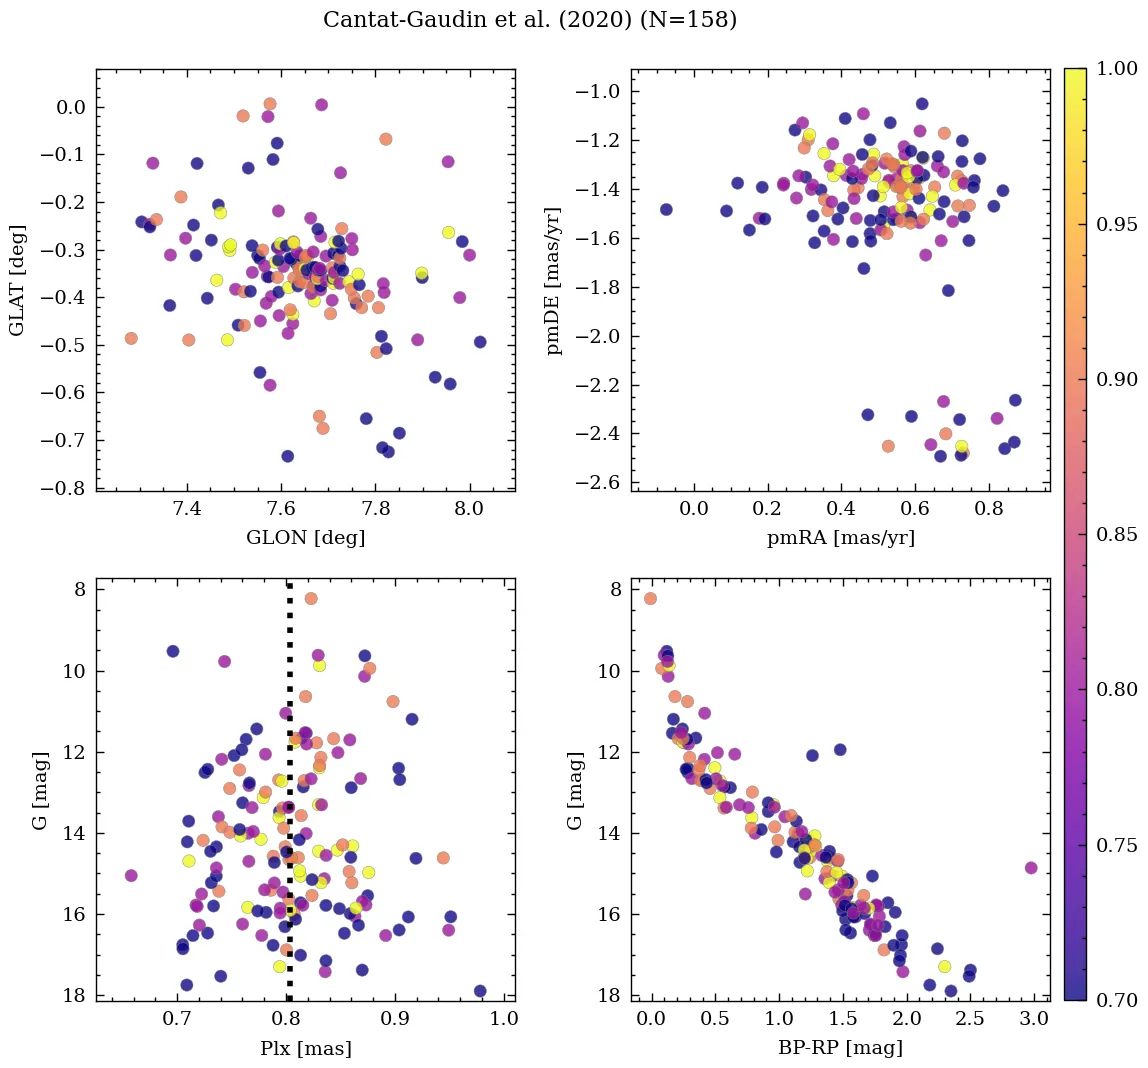 Cantat-Gaudin et al. (2020) (N=158)
0.0
−0.1
−0.2
−0.3
−0.4
−0.5
−0.6
−0.7
−0.8
GLAT [deg]
7.4 7.6 7.8 8.0
GLON [deg]
−1.0
−1.2
−1.4
−1.6
−1.8
−2.0
−2.2
−2.4
−2.6
pmDE [mas/yr]
0.0 0.2 0.4 0.6 0.8
pmRA [mas/yr]
8
10
12
14
16
18
G [mag]
0.7 0.8 0.9 1.0
Plx [mas]
8
10
12
14
16
18
G [mag]
0.0 0.5 1.0 1.5 2.0 2.5 3.0
BP-RP [mag]
1.00
0.95
0.90
0.85
0.80
0.75
0.70